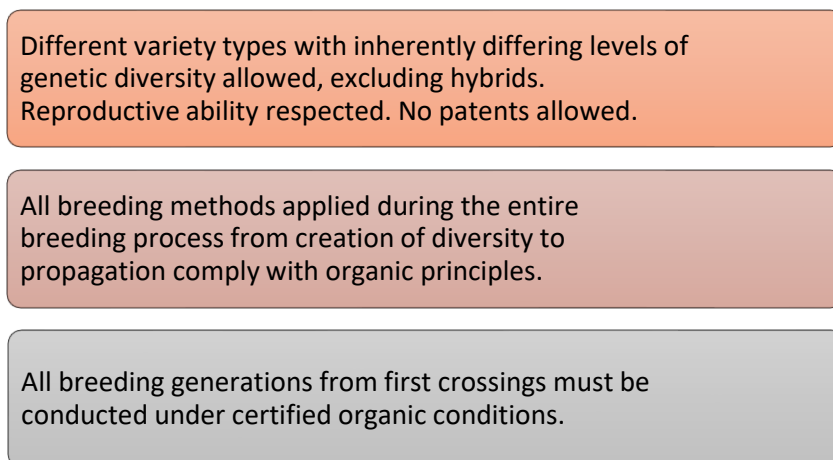 Different variety types with inherently differing levels of
genetic diversity allowed, excluding hybrids.
Reproductive ability respected. No patents allowed.
All breeding methods applied during the entire
breeding process from creation of diversity to
propagation comply with organic principles.
All breeding generations from first crossings must be
conducted under certified organic conditions.